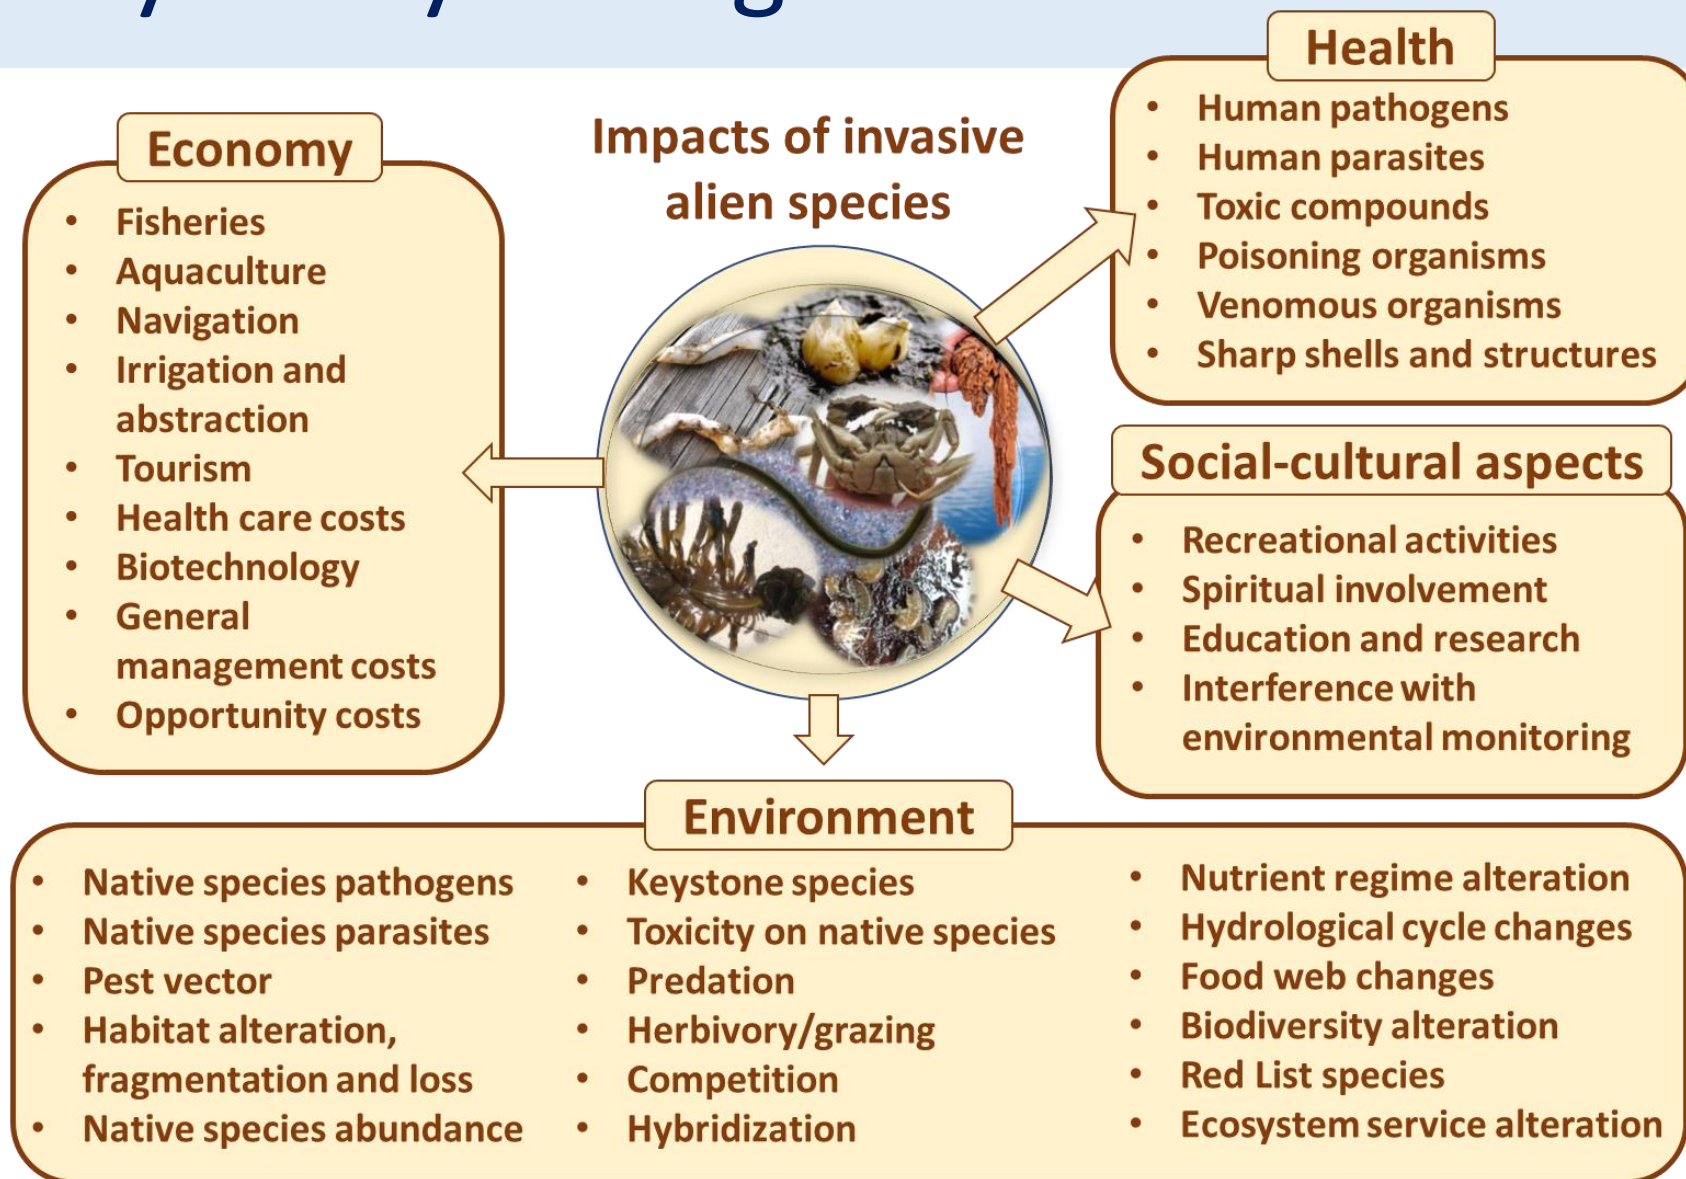 Impacts of invasive
alien species
Economy
• Fisheries
• Aquaculture
• Navigation
• Irrigation and
abstraction
• Tourism
• Health care costs
• Biotechnology
• General
management costs
• Opportunity costs
Health
• Human pathogens
• Human parasites
• Toxic compounds
• Poisoning organisms
• Venomous organisms
• Sharp shells and structures
Social-cultural aspects
• Recreational activities
• Spiritual involvement
• Education and research
• Interference with
environmental monitoring
Environment
• Native species pathogens
• Native species parasites
• Pest vector
• Habitat alteration,
fragmentation and loss
• Native species abundance
• Keystone species
• Toxicity on native species
• Predation
• Herbivory/grazing
• Competition
• Hybridization
• Nutrient regime alteration
• Hydrological cycle changes
• Food web changes
• Biodiversity alteration
• Red List species
• Ecosystem service alteration